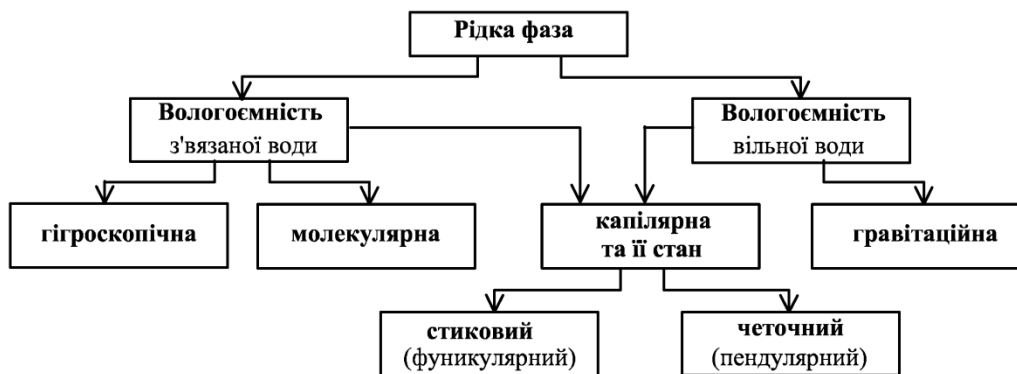 Рідка фаза
Вологоємність
з'вязаної води
Вологоємність
вільної води
гігроскопічна
молекулярна
капілярна
та її стан
гравітаційна
стиковий
(фуникулярний)
четочний
(пендулярний)